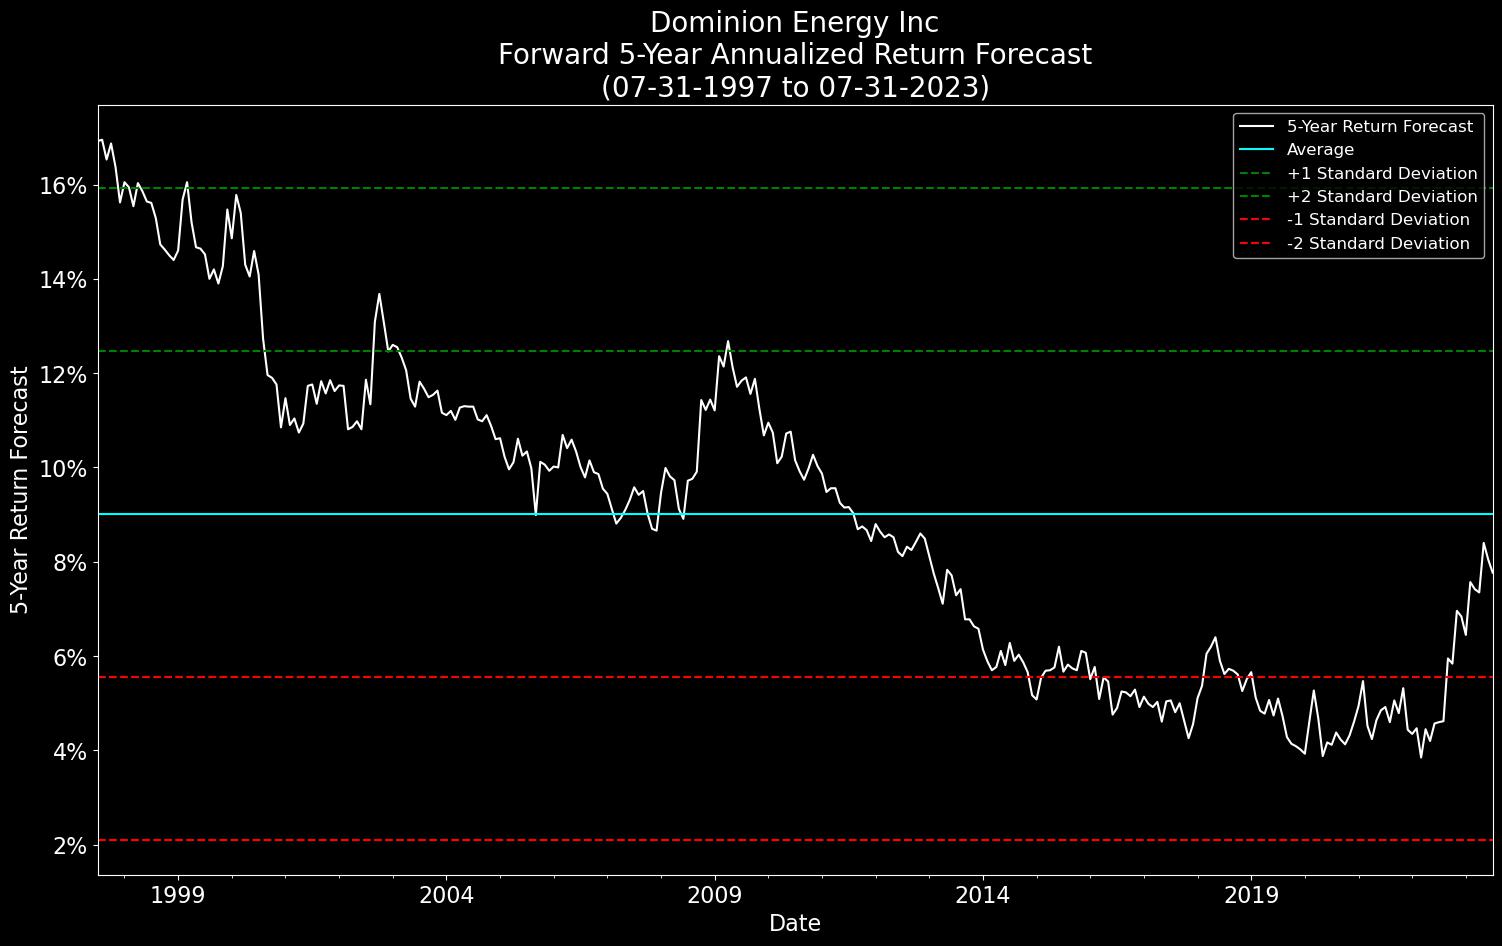 Dominion Energy Inc
Forward 5-Year Annualized Return Forecast
(07-31-1997 to 07-31-2023)
5-Year Return Forecast
Average
+1 Standard Deviation
+2 Standard Deviation
-1 Standard Deviation
-2 Standard Deviation
5-Year Return Forecast
16%
14%
12%
10%
8%
6%
4%
2%
1999
2004
2009
2014
2019
Date